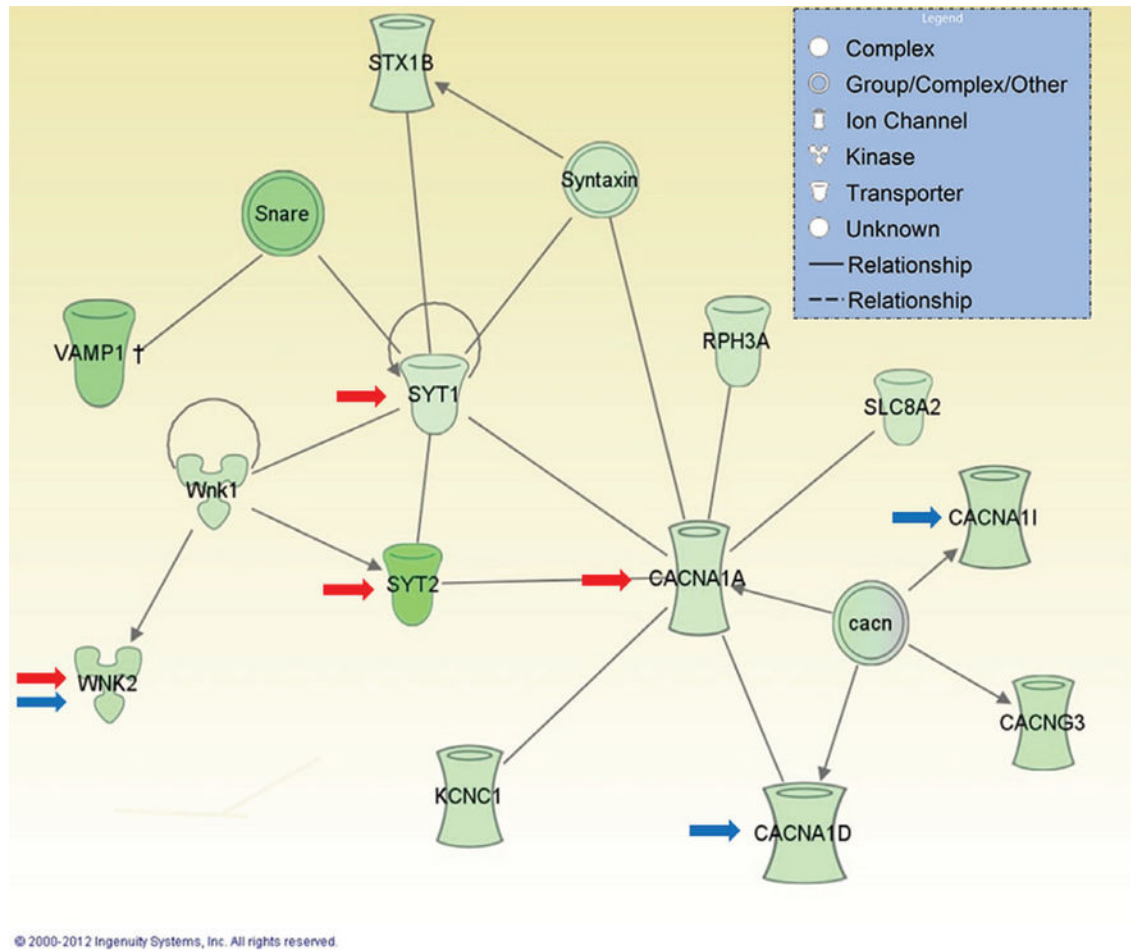 Legend
Complex
Group/Complex/Other
Ion Channel
Kinase
Transporter
Unknown
Relationship
Relationship
STX1B
Syntaxin
Snare
VAMP1 †
RPH3A
SYT1
SLC8A2
Wnk1
CACNA1I
SYT2
CACNA1A
cacn
WNK2
CACNG3
KCNC1
CACNA1D
© 2000-2012 Ingenuity Systems, Inc. All rights reserved.